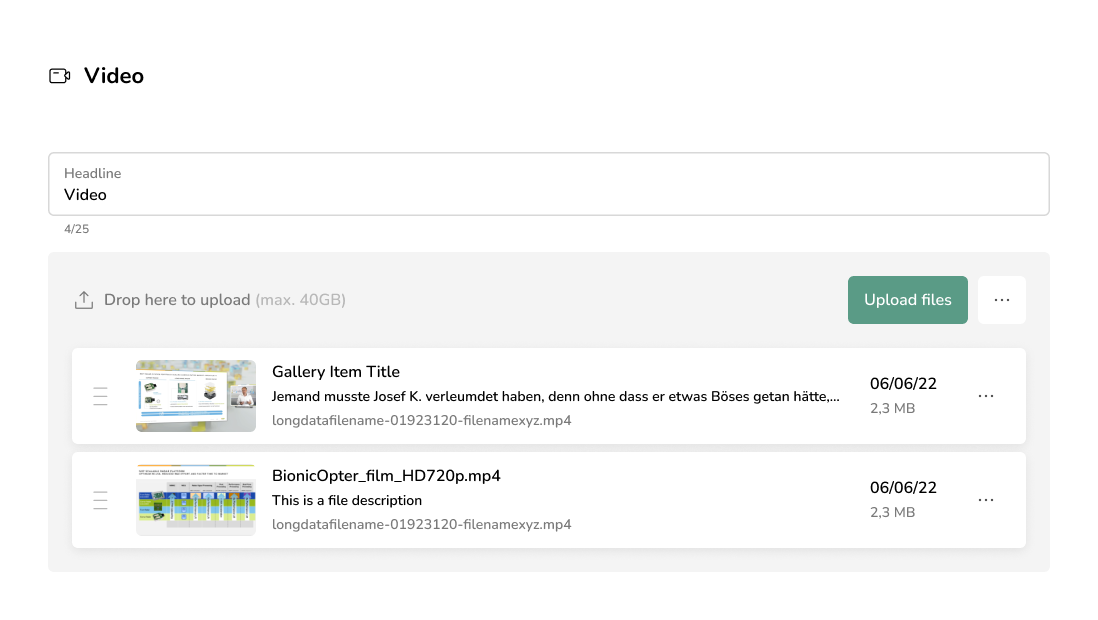 Video
Headline
Video
4/25
Drop here to upload (max. 40GB)
Upload files
Gallery Item Title
Jemand musste Josef K. verleumdet haben, denn ohne dass er etwas Böses getan hätte,...
longdatafilename-01923120-filenamexyz.mp4
06/06/22
2,3 MB
BionicOpter_film_HD720p.mp4
This is a file description
longdatafilename-01923120-filenamexyz.mp4
06/06/22
2,3 MB